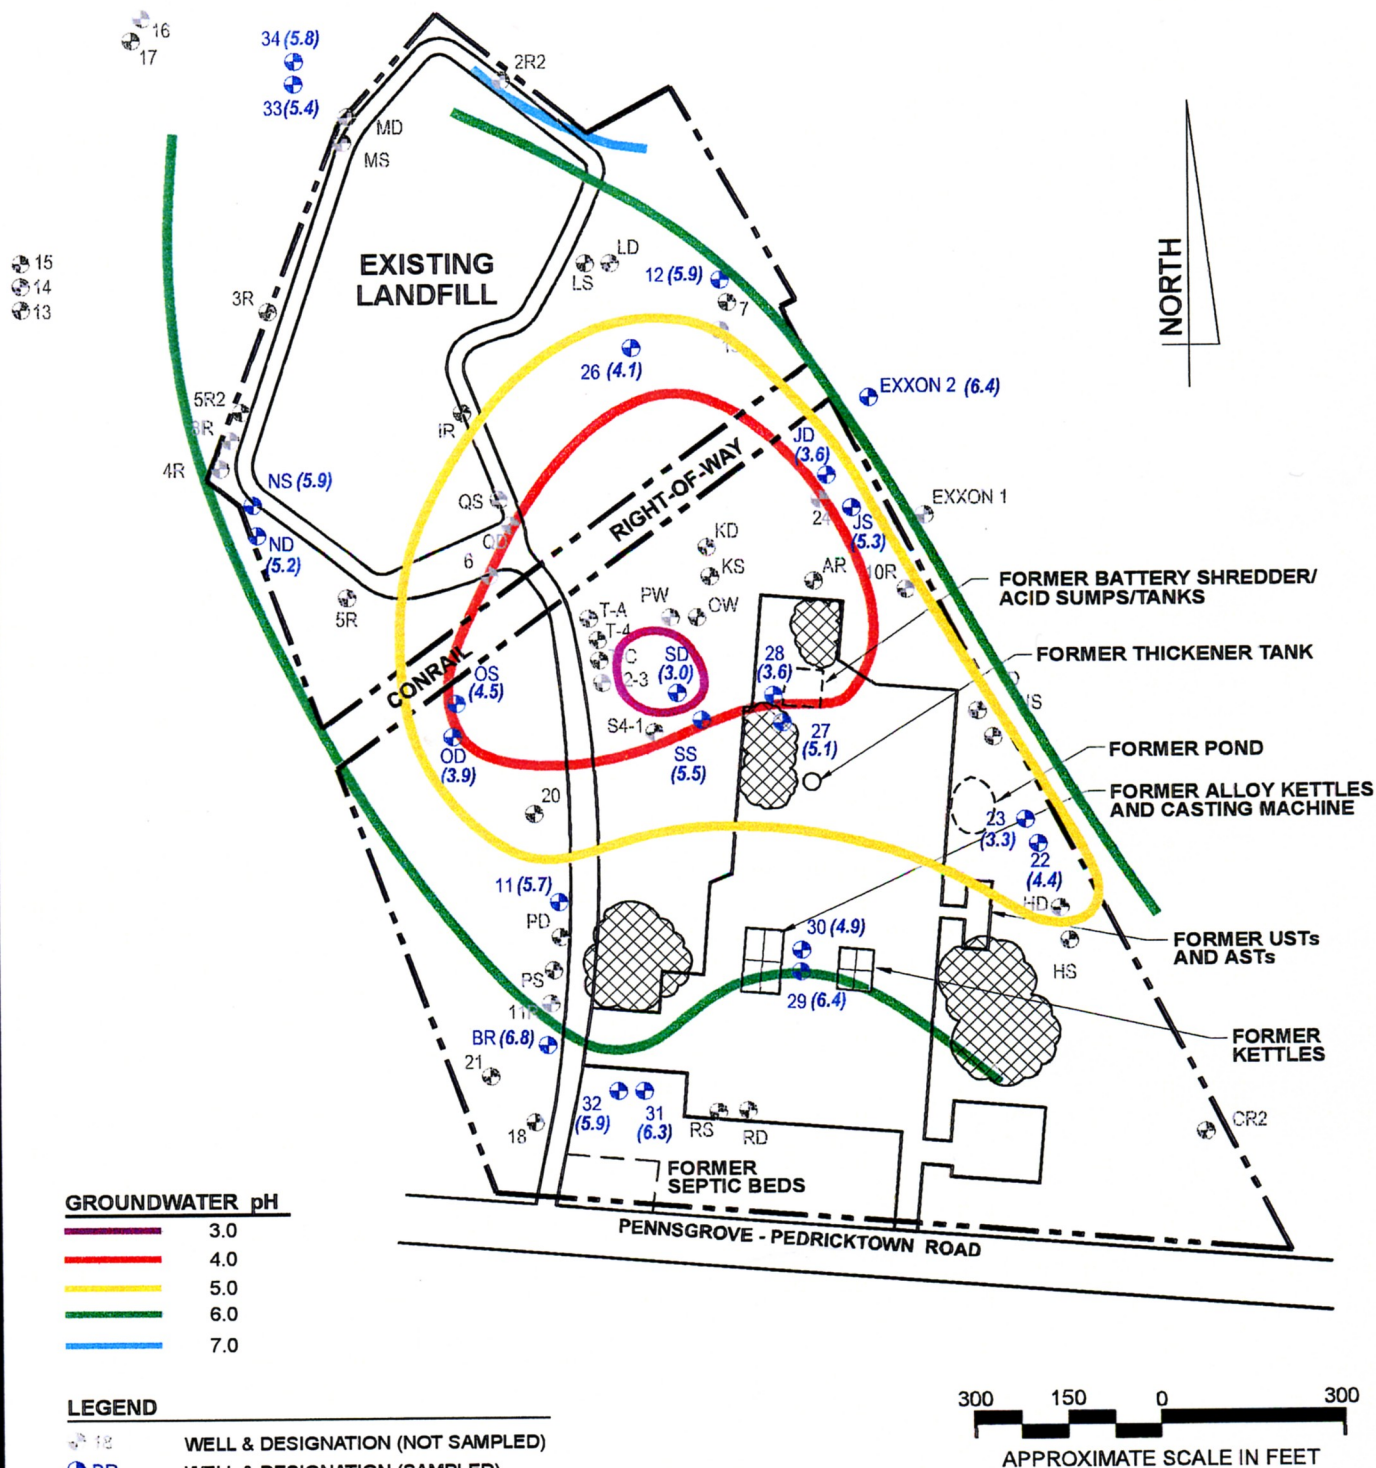 16
17
34 (5.8)
33 (5.4)
2R2
MD
MS
15
14
13
EXISTING
LANDFILL
3R
LD
LS
12 (5.9)
7
26 (4.1)
NORTH
EXXON 2 (6.4)
5R2
4R
IR
RIGHT-OF-WAY
JD
(3.6)
NS (5.9)
ND
(5.2)
QS
QD
6
24
JS
(5.3)
EXXON 1
KD
KS
AR
10R
5R
T-4
T-4
PW
OW
FORMER BATTERY SHREDDER/
ACID SUMPS/TANKS
CONRAIL
OS
(4.5)
C
2-3
SD
(3.0)
28
(3.6)
FORMER THICKENER TANK
S4-1
SS
(5.5)
27
(5.1)
OD
(3.9)
FORMER POND
FORMER ALLOY KETTLES
AND CASTING MACHINE
20
23
(3.3)
22
(4.4)
11 (5.7)
PD
HD
30 (4.9)
FORMER USTs
AND ASTs
HS
PS
11R
29 (6.4)
BR (6.8)
FORMER
KETTLES
21
32
(5.9)
31
(6.3)
RS
RD
CR2
18
FORMER
SEPTIC BEDS
PENNSGROVE - PEDRICKTOWN ROAD
GROUNDWATER pH
3.0
4.0
5.0
6.0
7.0
LEGEND
18 WELL & DESIGNATION (NOT SAMPLED)
BR WELL & DESIGNATION (SAMPLED)
300 150 0 300
APPROXIMATE SCALE IN FEET